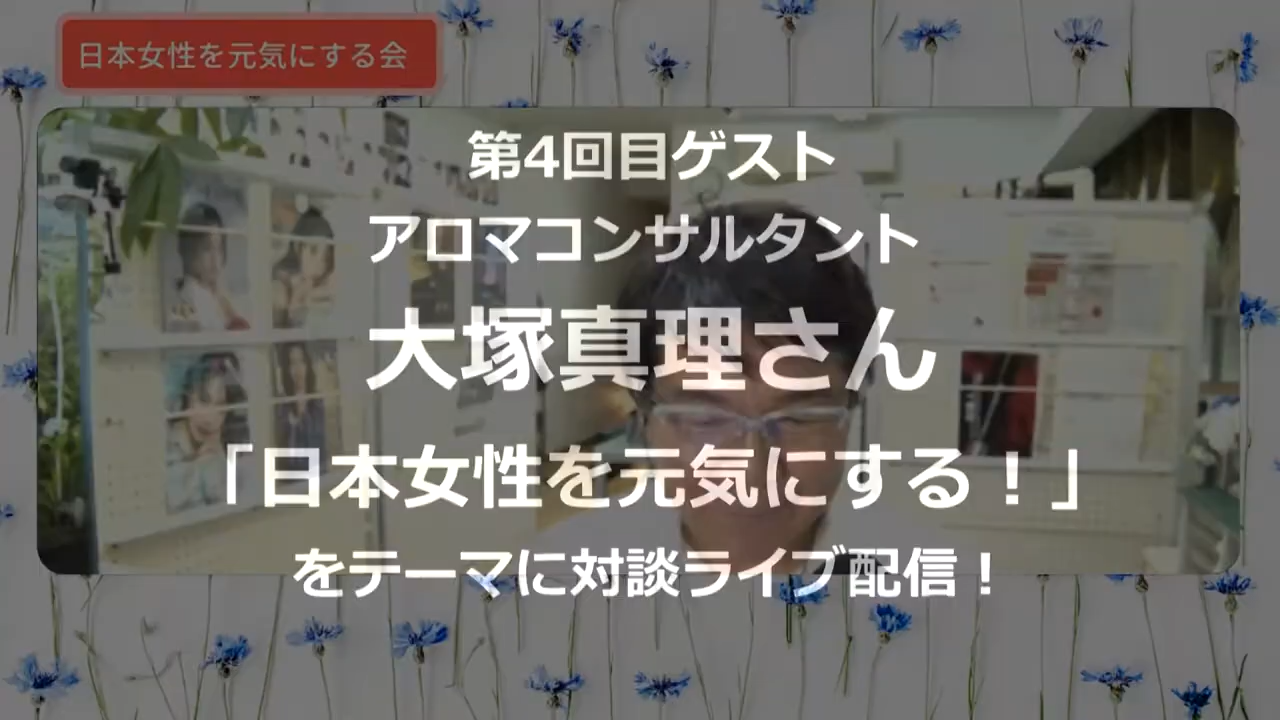 日本女性を元気にする会
第4回目ゲスト
アロマコンサルタント
大塚真理さん
「日本女性を元気にする！」
をテーマに対談ライブ配信！